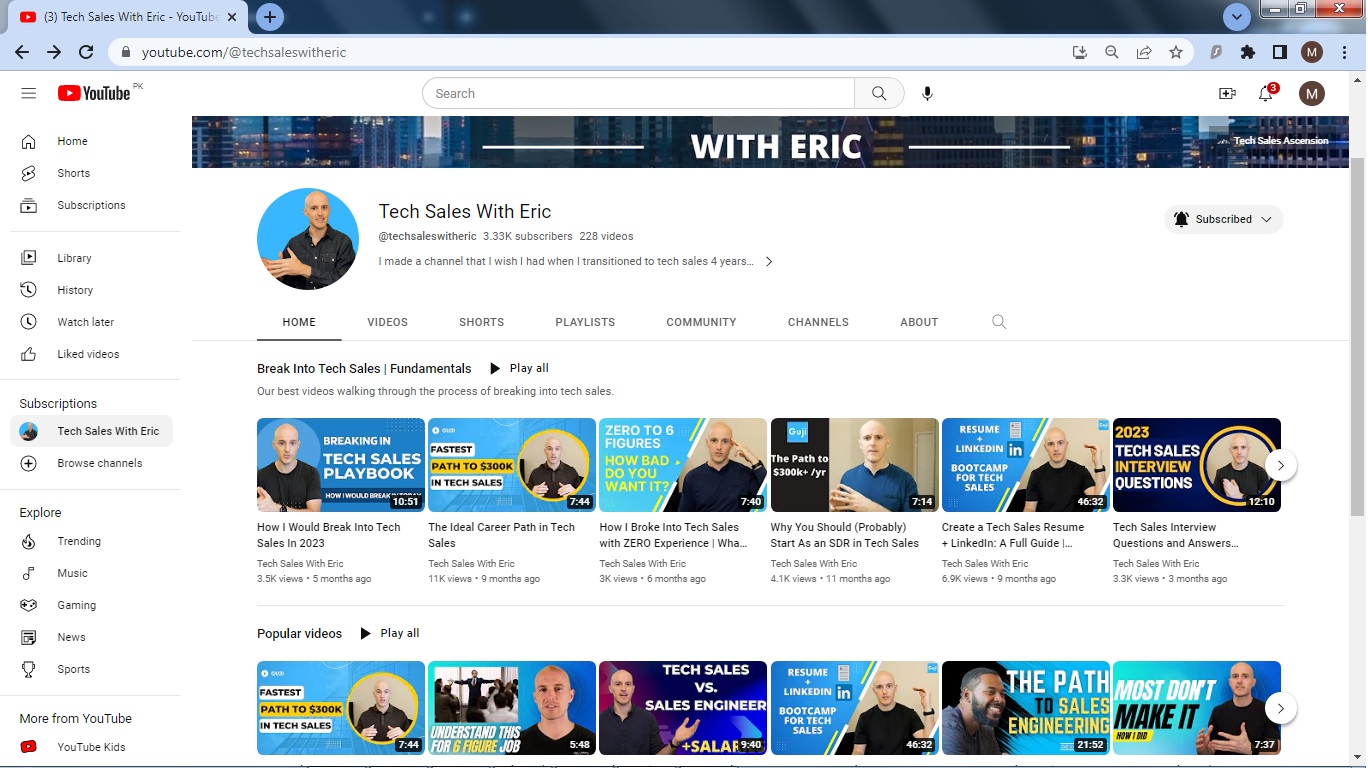 (3) Tech Sales With Eric - YouTube
youtube.com/@techsaleswitheric
M
YouTube PK
Search
3
M
Home
Shorts
Subscriptions
Library
History
Watch later
Liked videos
Subscriptions
Tech Sales With Eric
Browse channels
Explore
Trending
Music
Gaming
News
Sports
More from YouTube
YouTube Kids
WITH ERIC
Tech Sales Ascension
Tech Sales With Eric
@techsaleswitheric 3.33K subscribers 228 videos
I made a channel that I wish I had when I transitioned to tech sales 4 years...
Subscribed
HOME VIDEOS SHORTS PLAYLISTS COMMUNITY CHANNELS ABOUT
Break Into Tech Sales | Fundamentals Play all
Our best videos walking through the process of breaking into tech sales.
BREAKING IN
TECH SALES
PLAYBOOK
HOW I WOULD BREAK IN TODAY
10:51
How I Would Break Into Tech
Sales In 2023
Tech Sales With Eric
3.5K views • 5 months ago
GUJI
FASTEST
PATH TO $300K
IN TECH SALES
7:44
The Ideal Career Path in Tech
Sales
Tech Sales With Eric
11K views • 9 months ago
ZERO TO 6
FIGURES
HOW BAD
DO YOU
WANT IT?
7:40
How I Broke Into Tech Sales
with ZERO Experience | Wha...
Tech Sales With Eric
3K views • 6 months ago
Guji
The Path to
$300k+ /yr
7:14
Why You Should (Probably)
Start As an SDR in Tech Sales
Tech Sales With Eric
4.1K views • 11 months ago
RESUME
+
LINKEDIN in
BOOTCAMP
FOR TECH
SALES
Guji
46:32
Create a Tech Sales Resume
+ LinkedIn: A Full Guide |...
Tech Sales With Eric
6.9K views • 9 months ago
2023
TECH SALES
INTERVIEW
QUESTIONS
12:10
Tech Sales Interview
Questions and Answers...
Tech Sales With Eric
3.3K views • 3 months ago
Popular videos Play all
GUJI
FASTEST
PATH TO $300K
IN TECH SALES
7:44
UNDERSTAND THIS
FOR 6 FIGURE JOB
5:48
TECH SALES
VS.
SALES ENGINEER
+SALAR
9:40
RESUME
+
LINKEDIN in
BOOTCAMP
FOR TECH
SALES
Guji
46:32
THE PATH
TO SALES
ENGINEERING
21:52
MOST DON'T
MAKE IT
HOW I DID
7:37